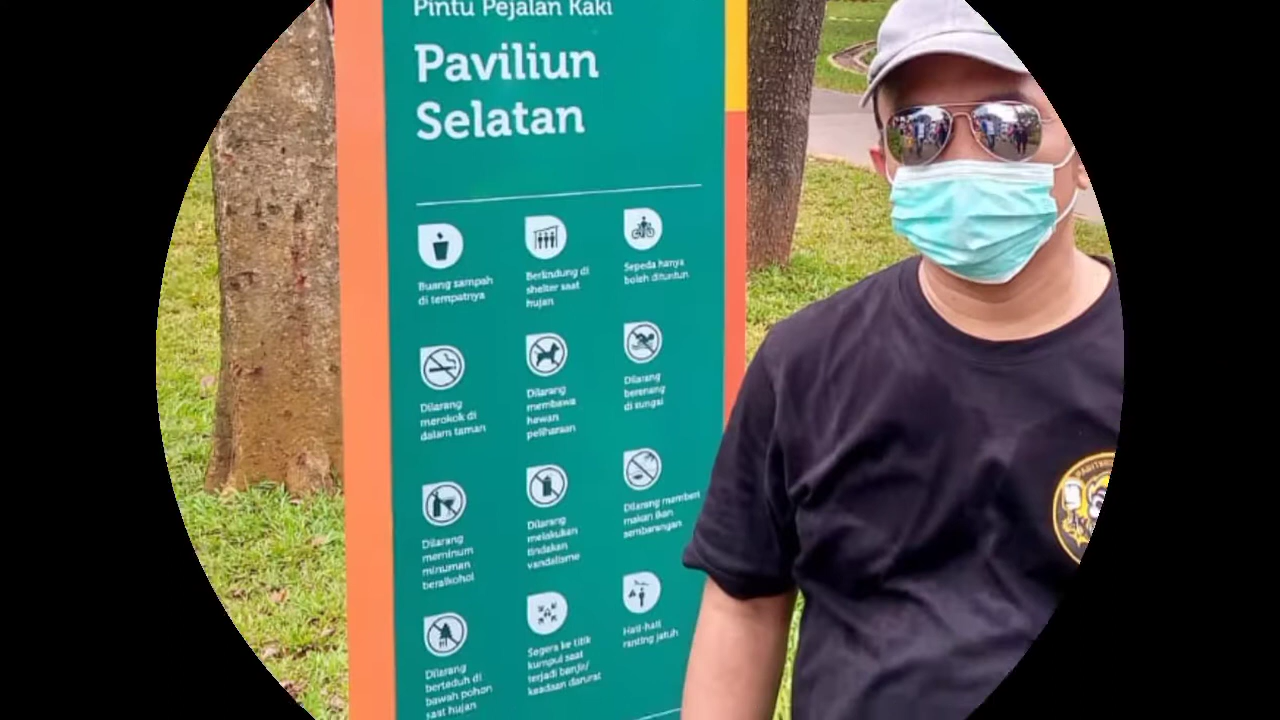 Pintu Pejalan Kaki
Paviliun
Selatan
Buang sampah
di tempatnya
Berlindung di
shelter saat
hujan
Sepeda hanya
boleh dituntun
Dilarang
merokok di
dalam taman
Dilarang
membawa
hewan
peliharaan
Dilarang
berenang
di sungai
Dilarang
meminum
minuman
beralkohol
Dilarang
melakukan
tindakan
vandalisme
Dilarang memberi
makan ikan
sembarangan
Dilarang
berteduh di
bawah pohon
saat hujan
Segera ke titik
kumpul saat
terjadi banjir/
keadaan darurat
Hati-hati
ranting jatuh